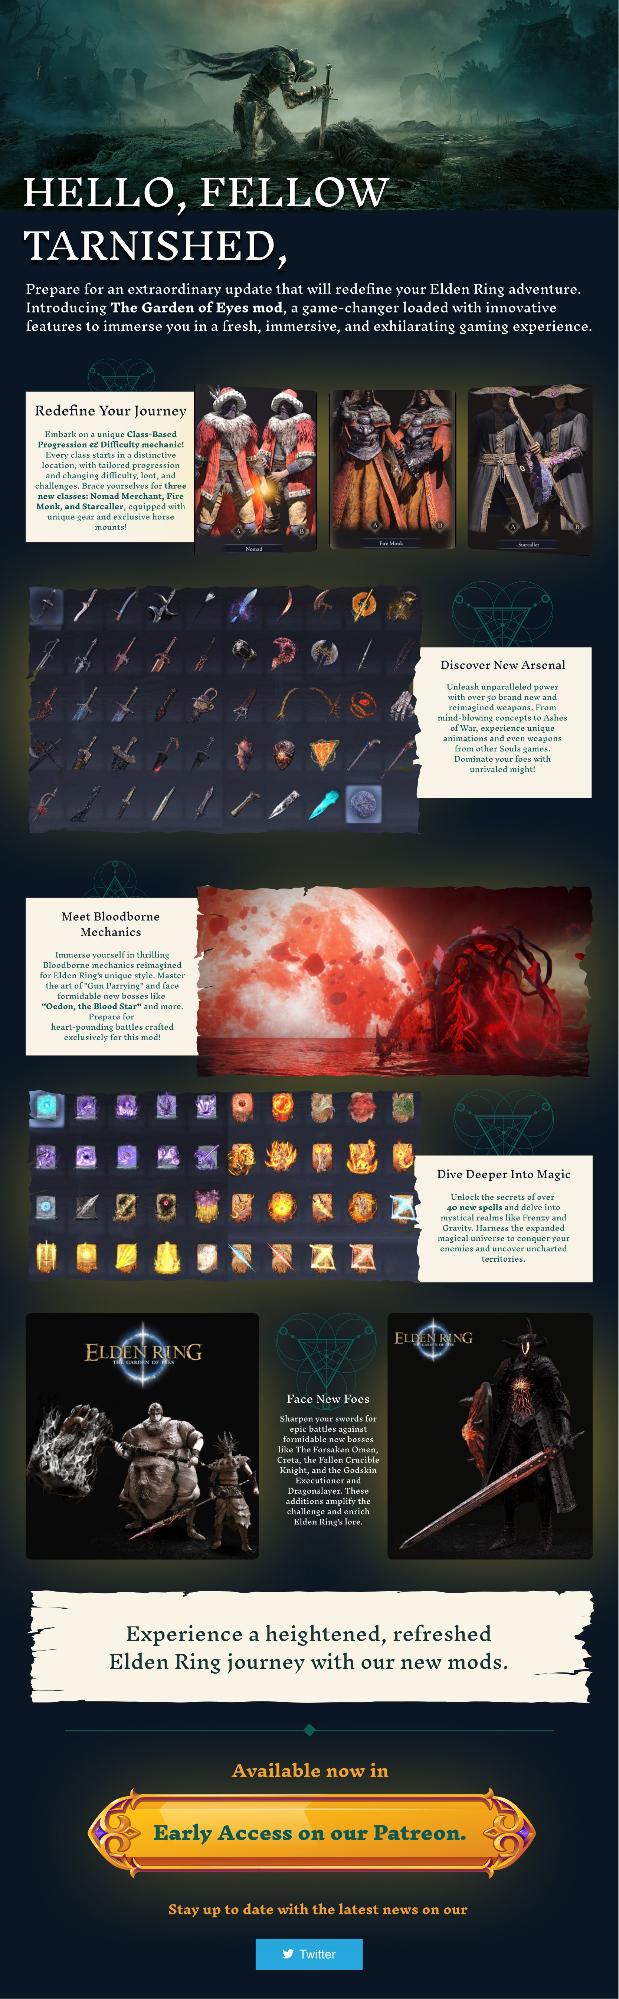 HELLO, FELLOW
TARNISHED,
Prepare for an extraordinary update that will redefine your Elden Ring adventure.
Introducing The Garden of Eyes mod, a game-changer loaded with innovative
features to immerse you in a fresh, immersive, and exhilarating gaming experience.
Redefine Your Journey
Embark on a unique Class-Based
Progression & Difficulty mechanic!
Every class starts in a distinctive
location, with tailored progression
and changing difficulty, loot, and
challenges. Brace yourselves for three
new classes: Nomad Merchant, Fire
Monk, and Starcaller, equipped with
unique gear and exclusive horse
mounts!
A B
Nomad
A B
Fire Monk
A B
Starcaller
Discover New Arsenal
Unleash unparalleled power
with over 50 brand new and
reimagined weapons. From
mind-blowing concepts to Ashes
of War, experience unique
animations and even weapons
from other Souls games.
Dominate your foes with
unrivaled might!
Meet Bloodborne
Mechanics
Immerse yourself in thrilling
Bloodborne mechanics reimagined
for Elden Ring's unique style. Master
the art of "Gun Parrying" and face
formidable new bosses like
"Oedon, the Blood Star" and more.
Prepare for
heart-pounding battles crafted
exclusively for this mod!
Dive Deeper Into Magic
Unlock the secrets of over
40 new spells and delve into
mystical realms like Frenzy and
Gravity. Harness the expanded
magical universe to conquer your
enemies and uncover uncharted
territories.
ELDEN RING
THE GARDEN OF EYES
Face New Foes
Sharpen your swords for
epic battles against
formidable new bosses
like The Forsaken Omen,
Creta, the Fallen Crucible
Knight, and the Godskin
Executioner and
Dragonslayer. These
additions amplify the
challenge and enrich
Elden Ring's lore.
ELDEN RING
THE GARDEN OF EYES
Experience a heightened, refreshed
Elden Ring journey with our new mods.
Available now in
Early Access on our Patreon.
Stay up to date with the latest news on our
Twitter